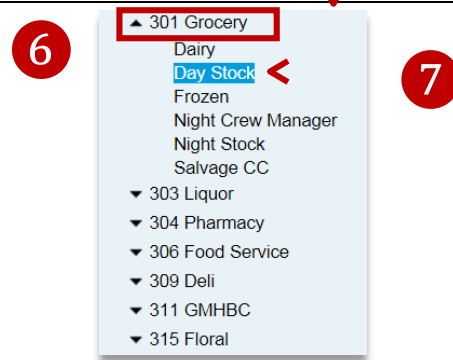 6
7
301 Grocery
Dairy
Day Stock
Frozen
Night Crew Manager
Night Stock
Salvage CC
303 Liquor
304 Pharmacy
306 Food Service
309 Deli
311 GMHBC
315 Floral